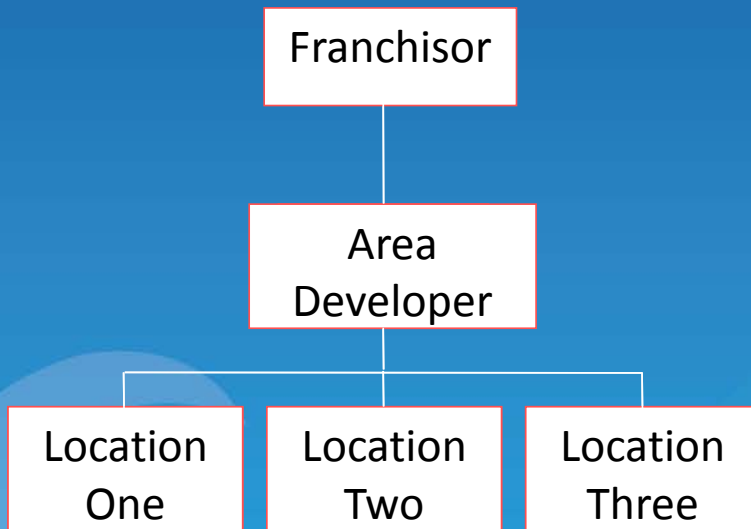 Franchisor
Area
Developer
Location
One
Location
Two
Location
Three